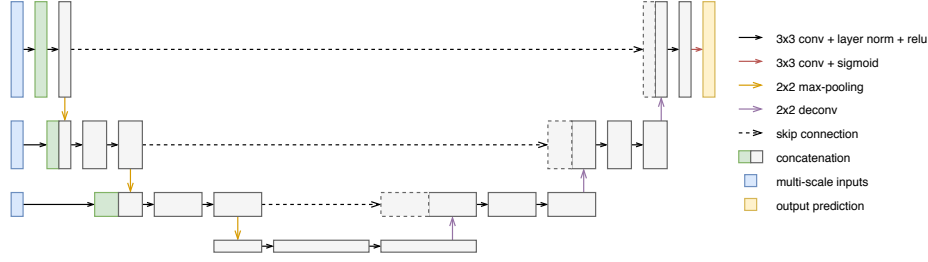 3x3 conv + layer norm + relu
3x3 conv + sigmoid
2x2 max-pooling
2x2 deconv
skip connection
concatenation
multi-scale inputs
output prediction